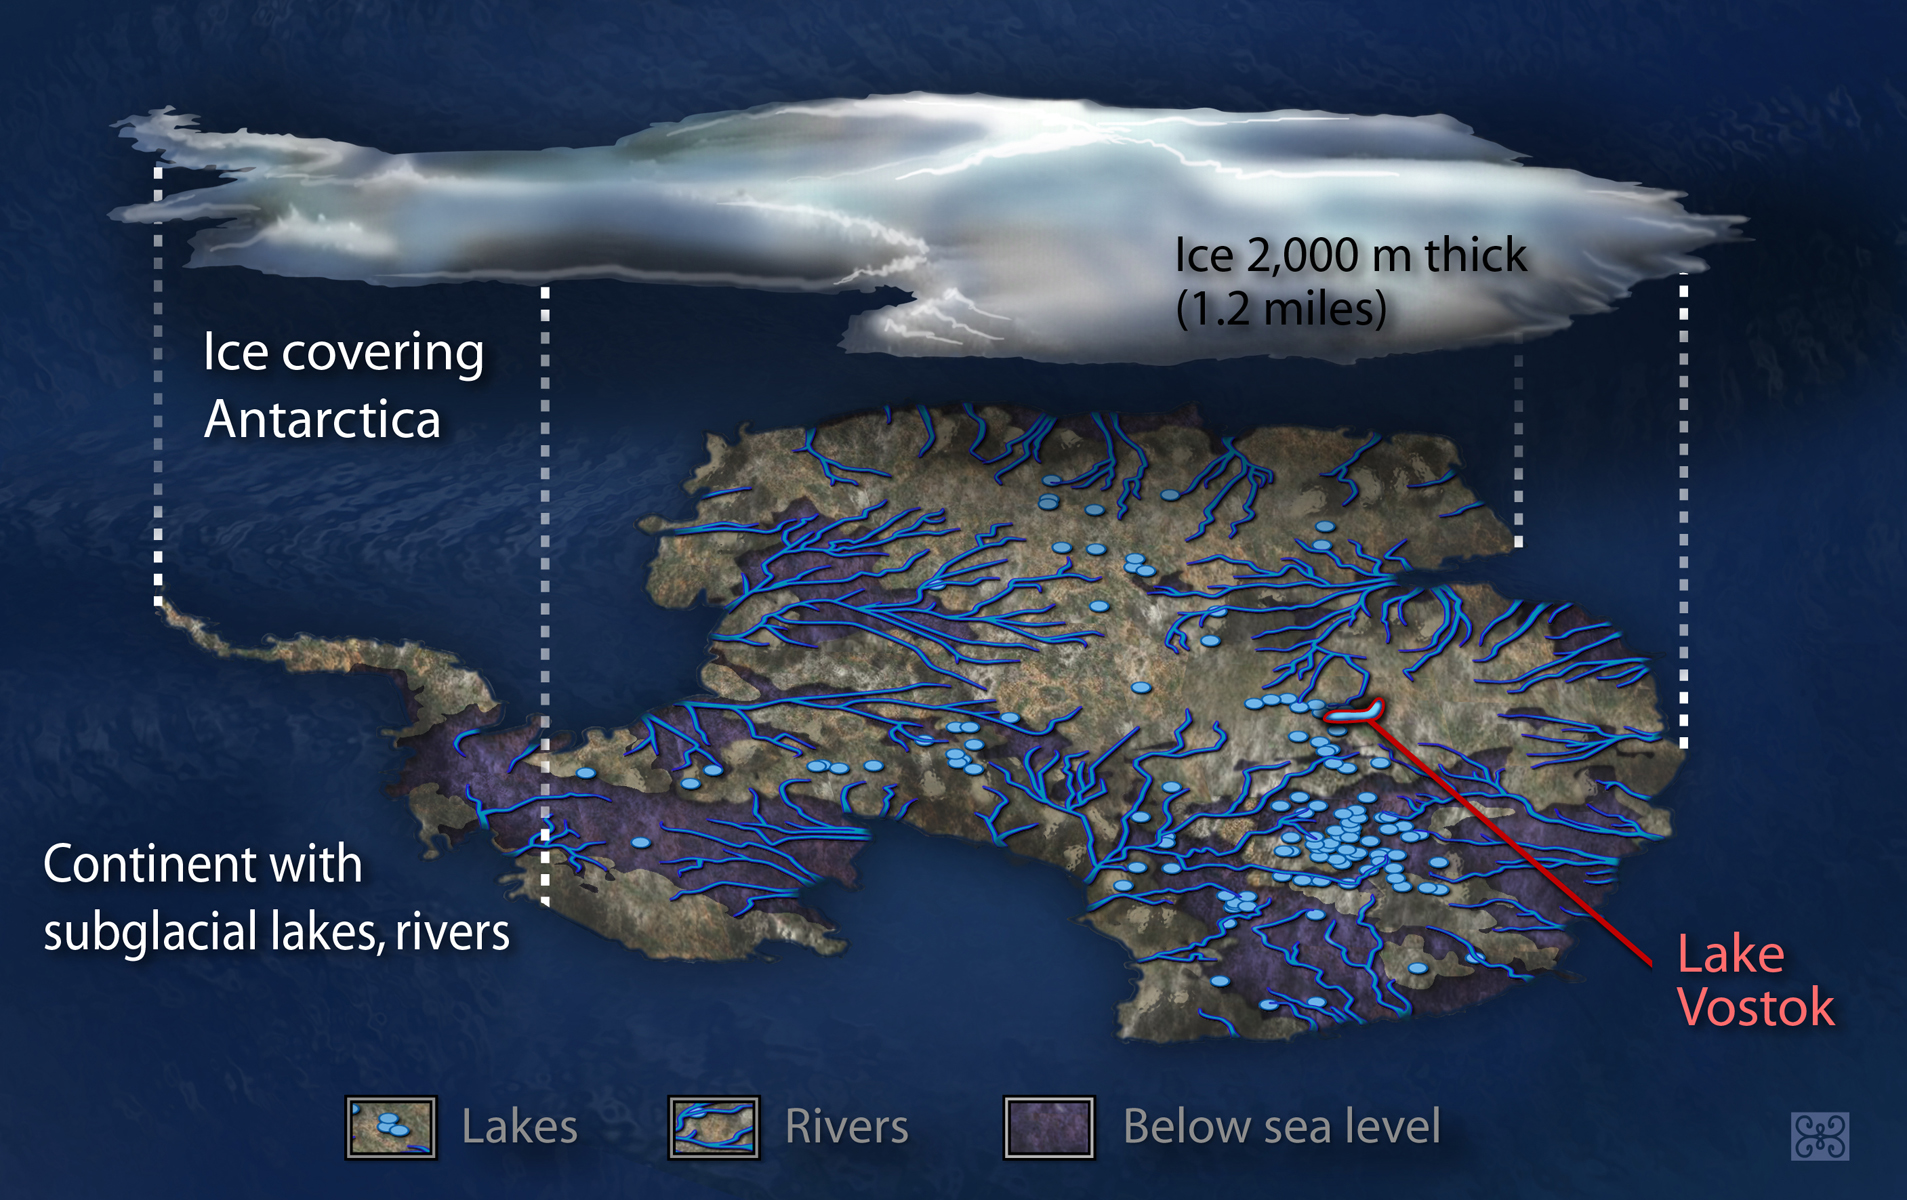 Ice 2,000 m thick
(1.2 miles)
Ice covering
Antarctica
Continent with
subglacial lakes, rivers
Lake
Vostok
Lakes
Rivers
Below sea level